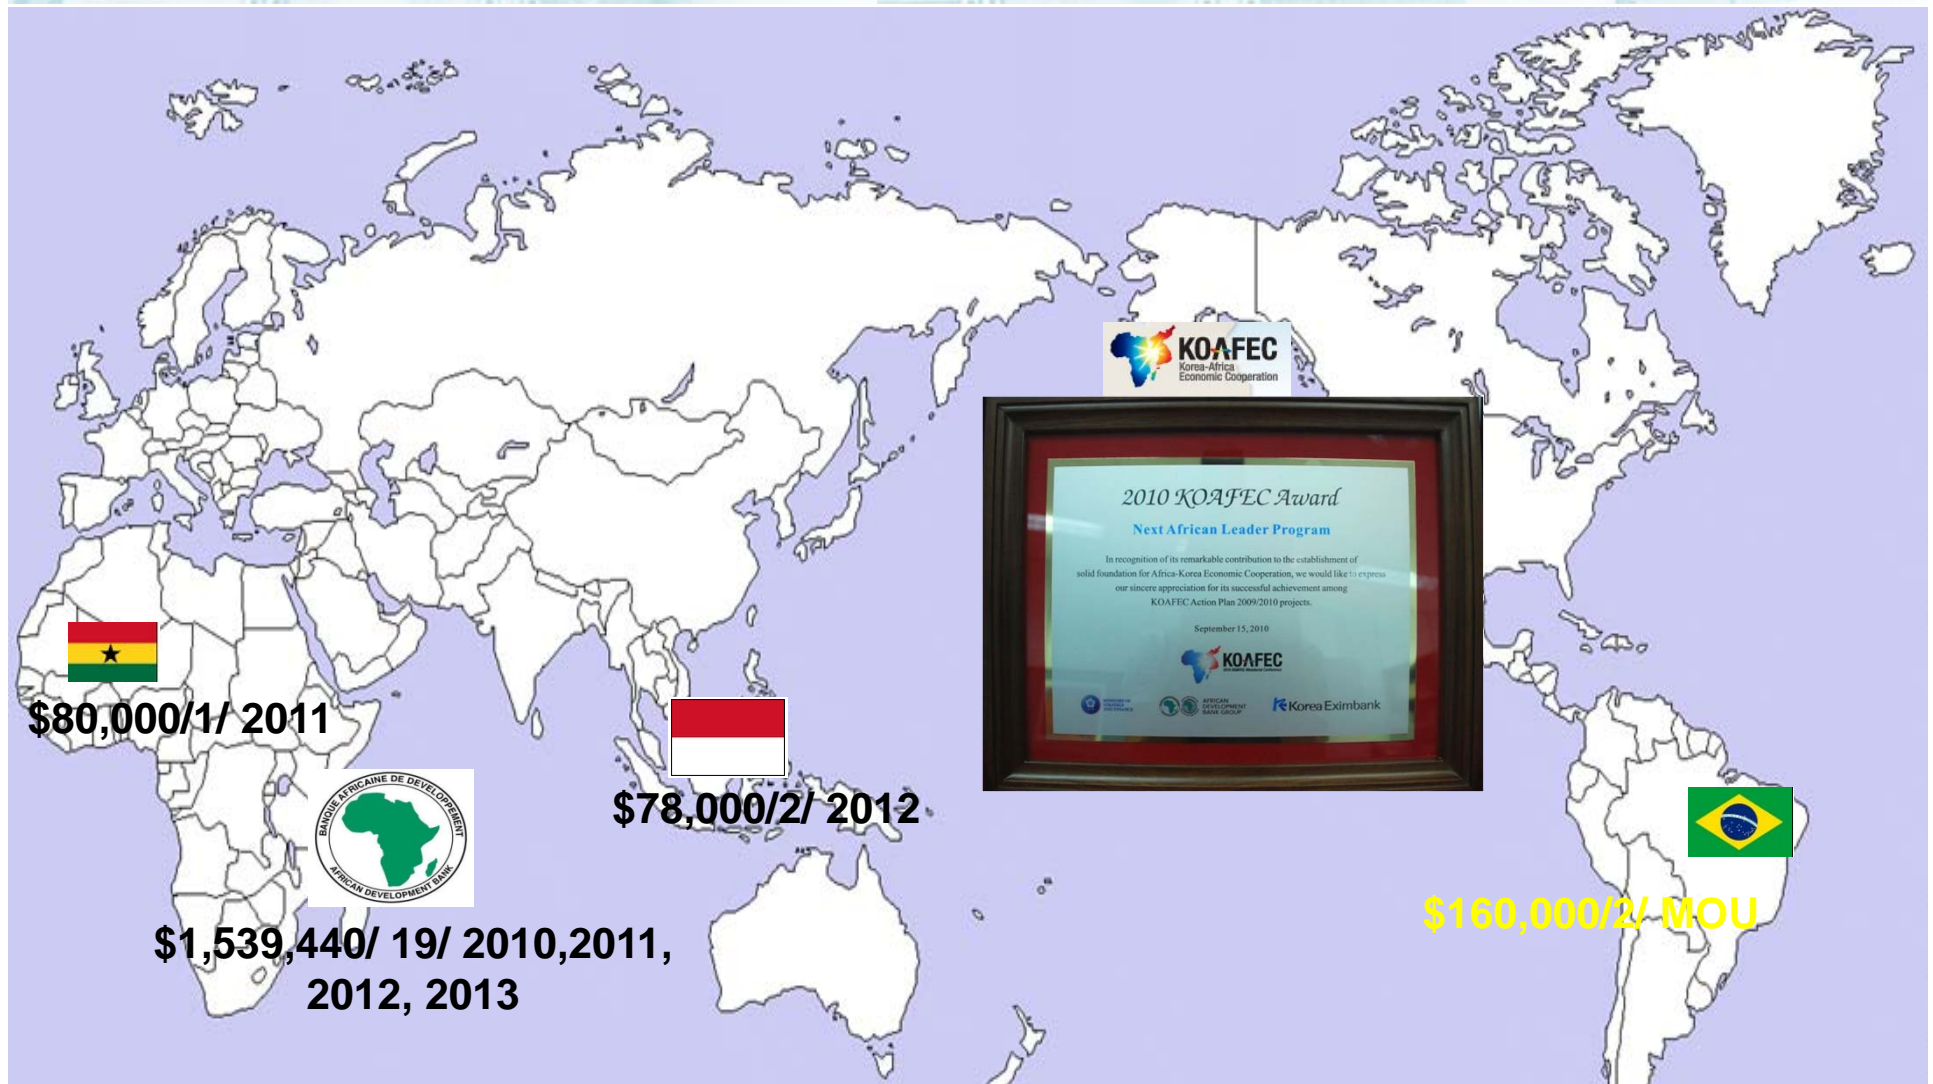 KOAFEC
Korea-Africa
Economic Cooperation
2010 KOAFEC Award
Next African Leader Program
In recognition of its remarkable contribution to the establishment of
solid foundation for Africa-Korea Economic Cooperation, we would like to express
our sincere appreciation for its successful achievement among
KOAFEC Action Plan 2009/2010 projects.
September 15, 2010
KOAFEC
AFRICAN
DEVELOPMENT
BANK GROUP
Korea Eximbank
$80,000/1/ 2011
$78,000/2/ 2012
BANQUE AFRICAINE DE DEVELOPPEMENT
AFRICAN DEVELOPMENT BANK
$160,000/2/ MOU
$1,539,440/ 19/ 2010,2011,
2012, 2013